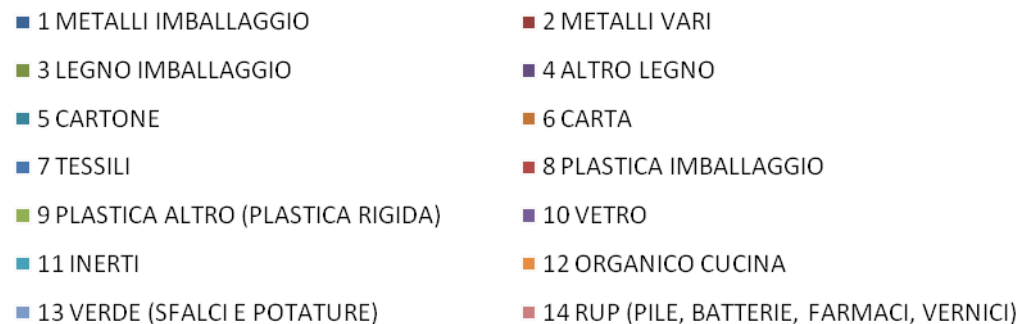 1 METALLI IMBALLAGGIO
2 METALLI VARI
3 LEGNO IMBALLAGGIO
4 ALTRO LEGNO
5 CARTONE
6 CARTA
7 TESSILI
8 PLASTICA IMBALLAGGIO
9 PLASTICA ALTRO (PLASTICA RIGIDA)
10 VETRO
11 INERTI
12 ORGANICO CUCINA
13 VERDE (SFALCI E POTATURE)
14 RUP (PILE, BATTERIE, FARMACI, VERNICI)